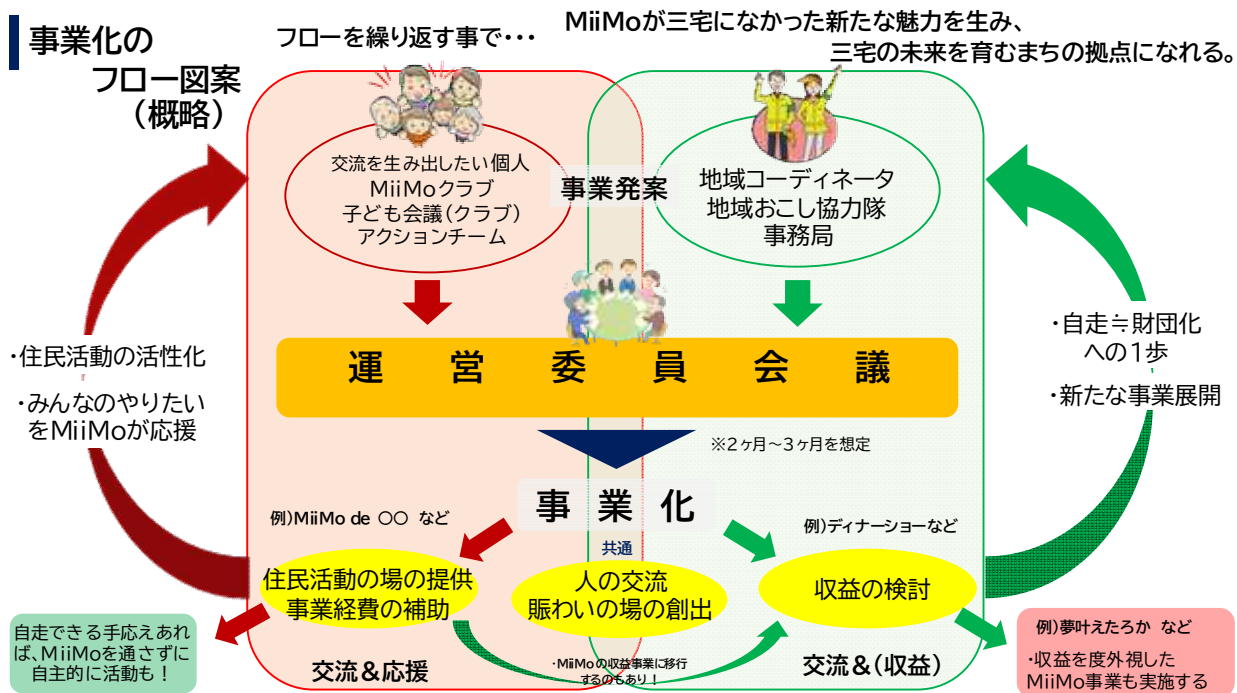 事業化の
フロー図案
(概略)
フローを繰り返す事で・・・
MiiMoが三宅になかった新たな魅力を生み、
三宅の未来を育むまちの拠点になれる。
交流を生み出したい個人
MiiMoクラブ
子ども会議(クラブ)
アクションチーム
事業発案
地域コーディネータ
地域おこし協力隊
事務局
・住民活動の活性化
・みんなのやりたい
をMiiMoが応援
運営委員会議
・自走≒財団化
への1歩
・新たな事業展開
※2ヶ月～3ヶ月を想定
事業化
例)MiiMo de 〇〇 など
例)ディナーショーなど
共通
住民活動の場の提供
事業経費の補助
人の交流
賑わいの場の創出
収益の検討
自走できる手応えあれ
ば、MiiMoを通さずに
自主的に活動も！
交流＆応援
・MiiMoの収益事業に移行
するのもあり！
交流＆(収益)
例)夢叶えたろか など
・収益を度外視した
MiiMo事業も実施する